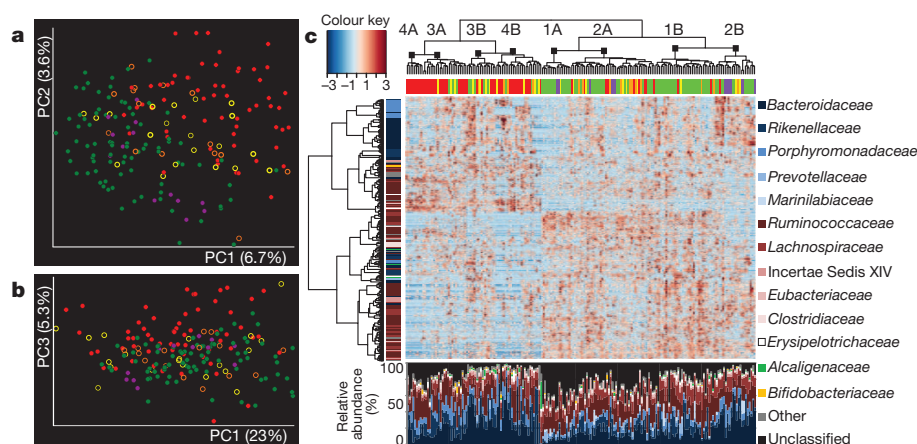 a
PC2 (3.6%)
PC1 (6.7%)
b
PC3 (5.3%)
PC1 (23%)
c
Colour key
−3 −1 1 3
4A 3A 3B 4B 1A 2A 1B 2B
Bacteroidaceae
Rikenellaceae
Porphyromonadaceae
Prevotellaceae
Marinilabiaceae
Ruminococcaceae
Lachnospiraceae
Incertae Sedis XIV
Eubacteriaceae
Clostridiaceae
Erysipelotrichaceae
Alcaligenaceae
Bifidobacteriaceae
Other
Unclassified
Relative
abundance
(%)
100
50
0